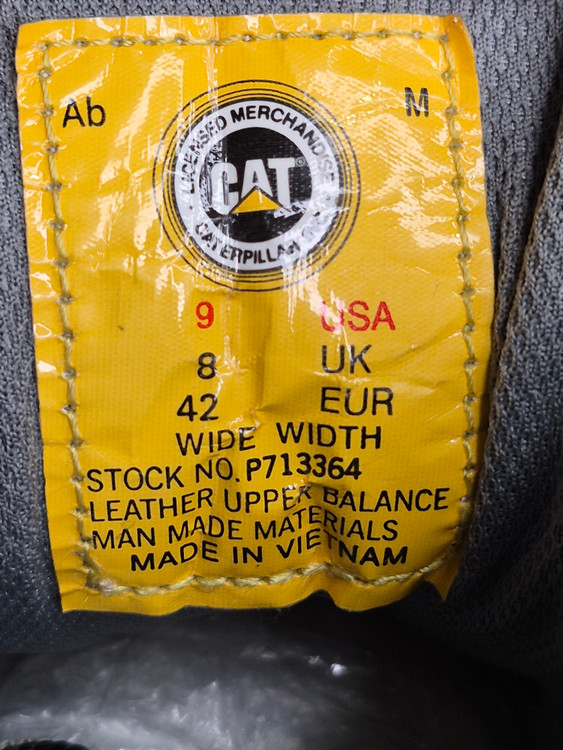 Ab M
LICENSED MERCHANDISE
CAT®
CATERPILLAR
9 USA
8 UK
42 EUR
WIDE WIDTH
STOCK NO. P713364
LEATHER UPPER BALANCE
MAN MADE MATERIALS
MADE IN VIETNAM